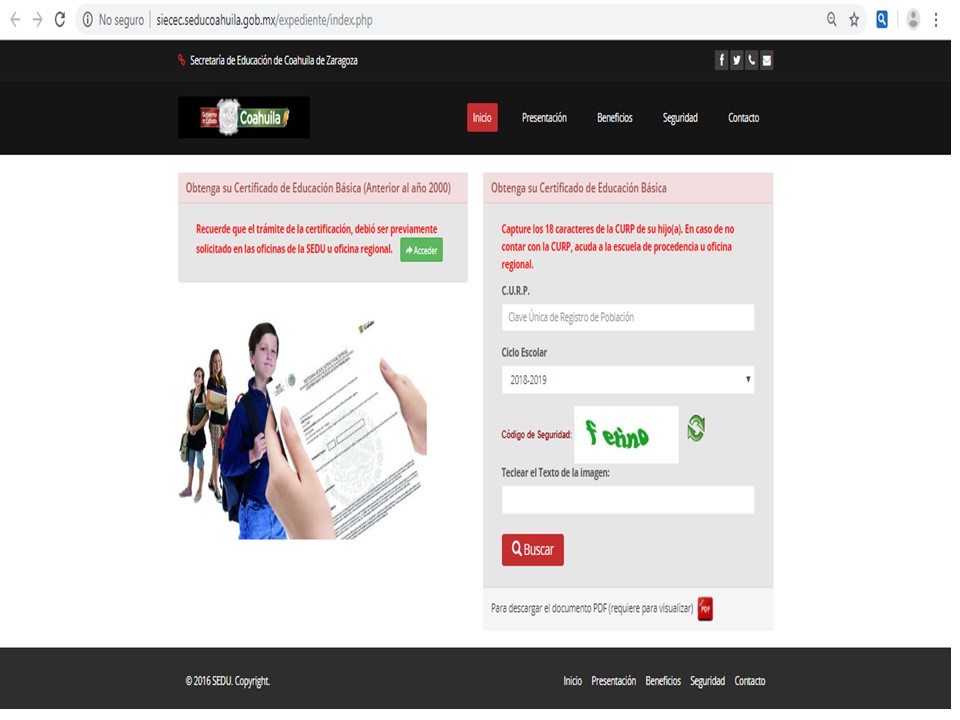 No seguro
siecec.seducoahuila.gob.mx/expediente/index.php
Secretaría de Educación de Coahuila de Zaragoza
Coahuila
Inicio Presentación Beneficios Seguridad Contacto
Obtenga su Certificado de Educación Básica (Anterior al año 2000)
Recuerde que el trámite de la certificación, debió ser previamente
solicitado en las oficinas de la SEDU u oficina regional. Acceder
Obtenga su Certificado de Educación Básica
Capture los 18 caracteres de la CURP de su hijo(a). En caso de no
contar con la CURP, acuda a la escuela de procedencia u oficina
regional.
C.U.R.P.
Clave Única de Registro de Población
Ciclo Escolar
2018-2019
Código de Seguridad: fetino
Teclear el Texto de la imagen:
Buscar
Para descargar el documento PDF (requiere para visualizar) PDF
© 2016 SEDU. Copyright.
Inicio Presentación Beneficios Seguridad Contacto